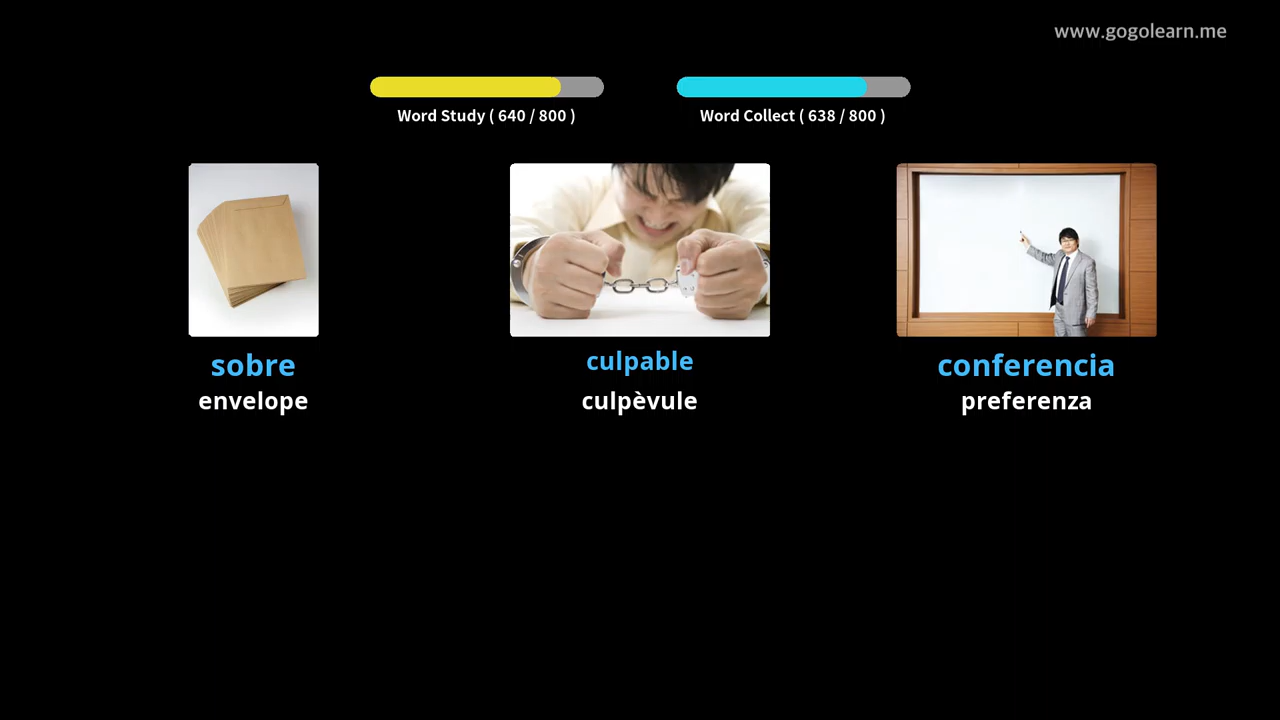 www.gogolearn.me
Word Study ( 640 / 800 )
Word Collect ( 638 / 800 )
sobre
envelope
culpable
culpèvule
conferencia
preferenza